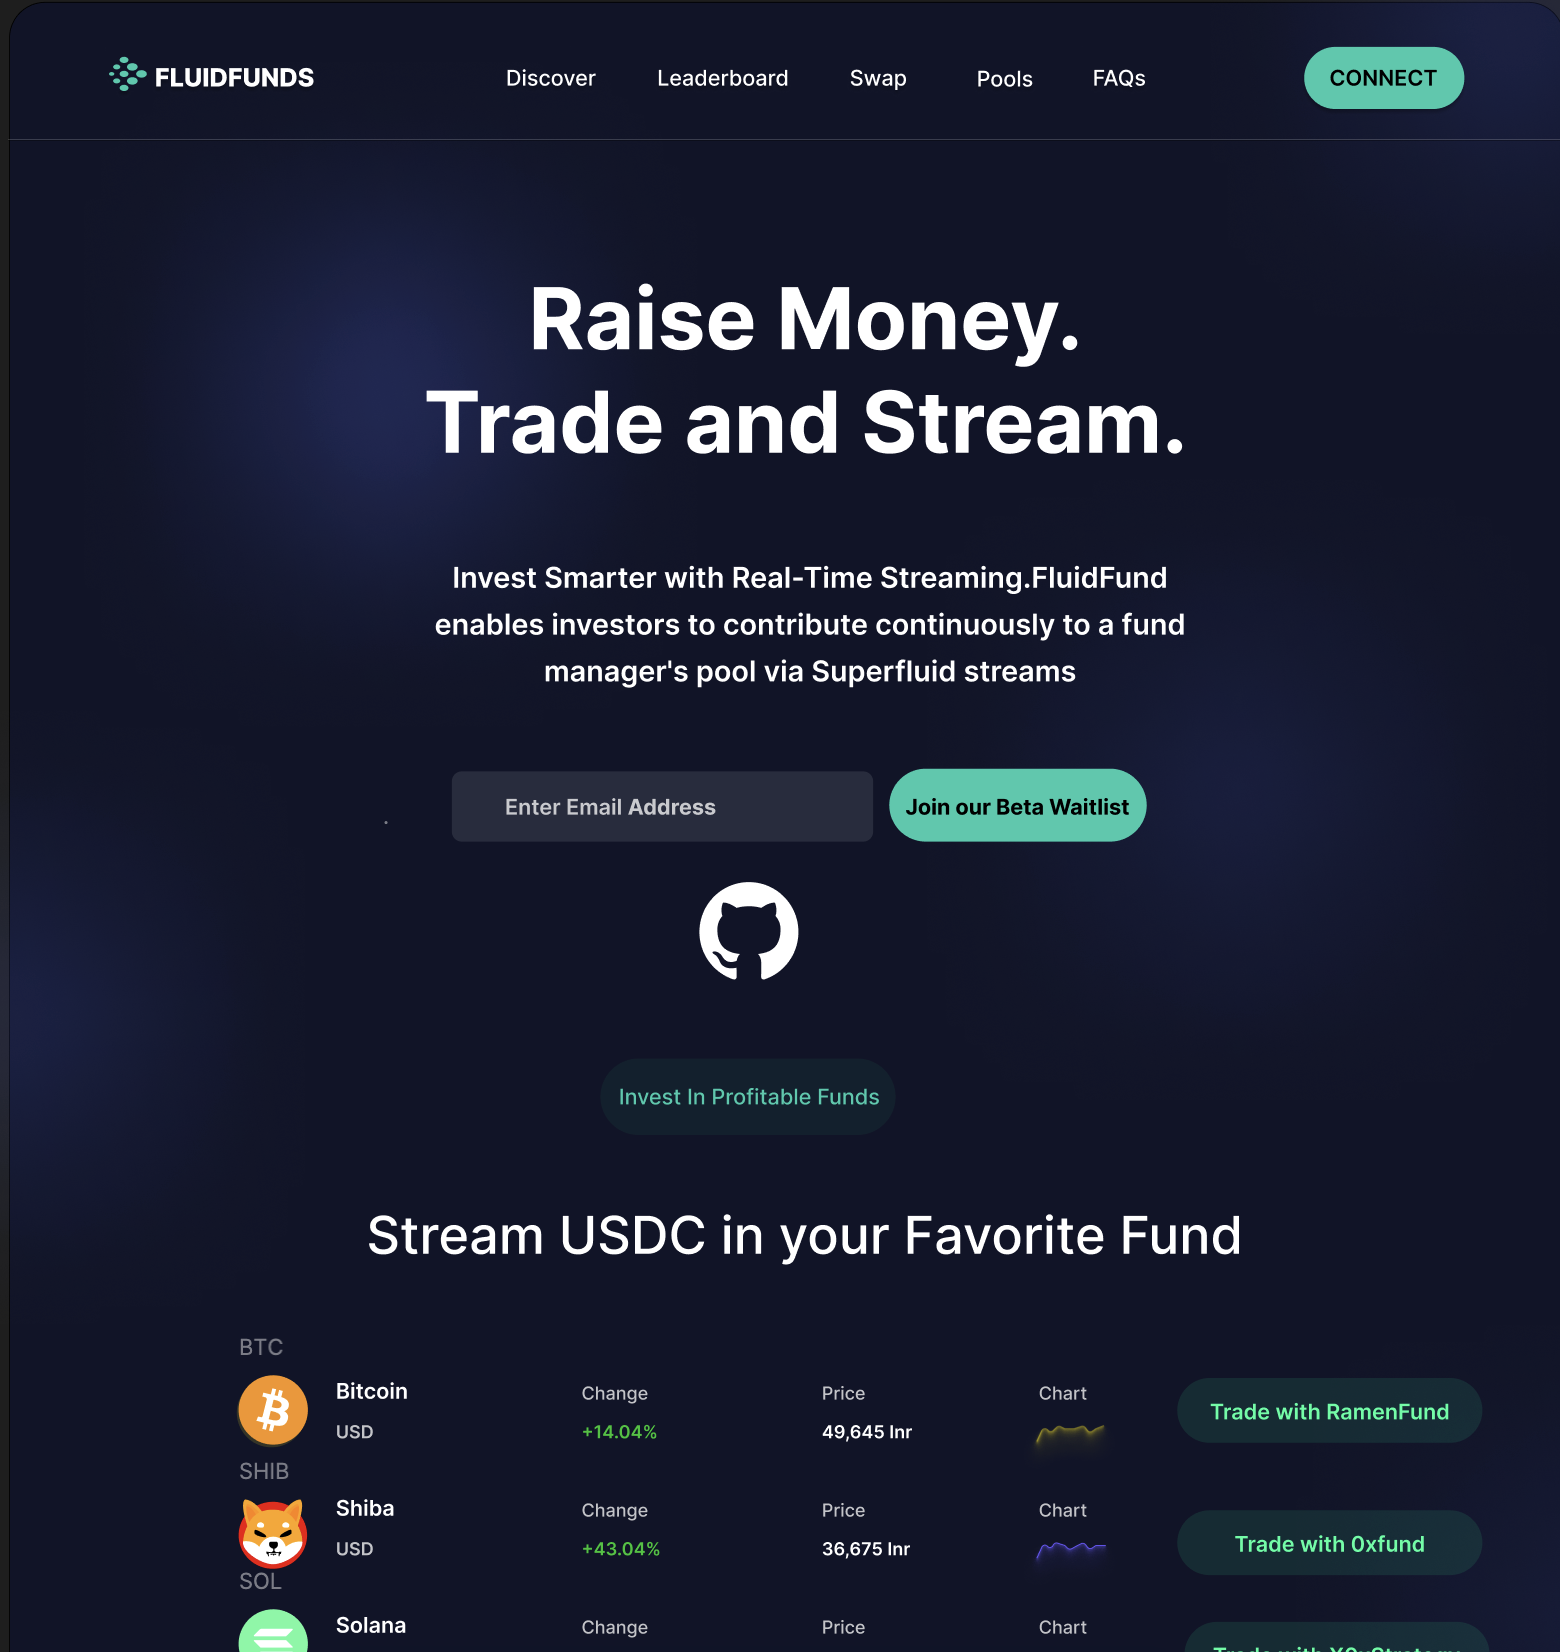 FLUIDFUNDS
Discover Leaderboard Swap Pools FAQs
CONNECT
Raise Money.
Trade and Stream.
Invest Smarter with Real-Time Streaming.FluidFund
enables investors to contribute continuously to a fund
manager's pool via Superfluid streams
.
Enter Email Address
Join our Beta Waitlist
Invest In Profitable Funds
Stream USDC in your Favorite Fund
BTC
Bitcoin Change Price Chart
USD +14.04% 49,645 Inr
Trade with RamenFund
SHIB
Shiba Change Price Chart
USD +43.04% 36,675 Inr
Trade with 0xfund
SOL
Solana Change Price Chart
Trade with